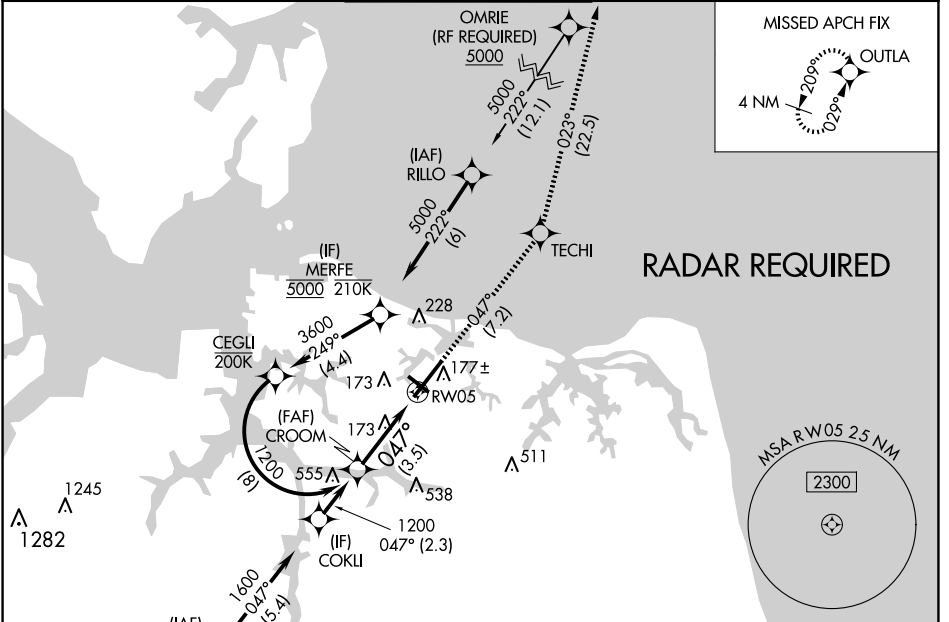 OMRIE
(RF REQUIRED)
5000
5000
222°
(12.1)
023°
(22.5)
MISSED APCH FIX
OUTLA
209°
029°
4 NM
(IAF)
RILLO
5000
222°
(6)
TECHI
RADAR REQUIRED
(IF)
MERFE
5000 210K
228
047°
(7.2)
3600
249°
(4.4)
CEGLI
200K
173
177±
RW05
(FAF)
CROOM
173
047°
(3.5)
1200
(8)
555
538
511
MSA RW05 25 NM
2300
1245
1282
1200
047° (2.3)
(IF)
COKLI
1600
047°
(5.4)
(IAF)